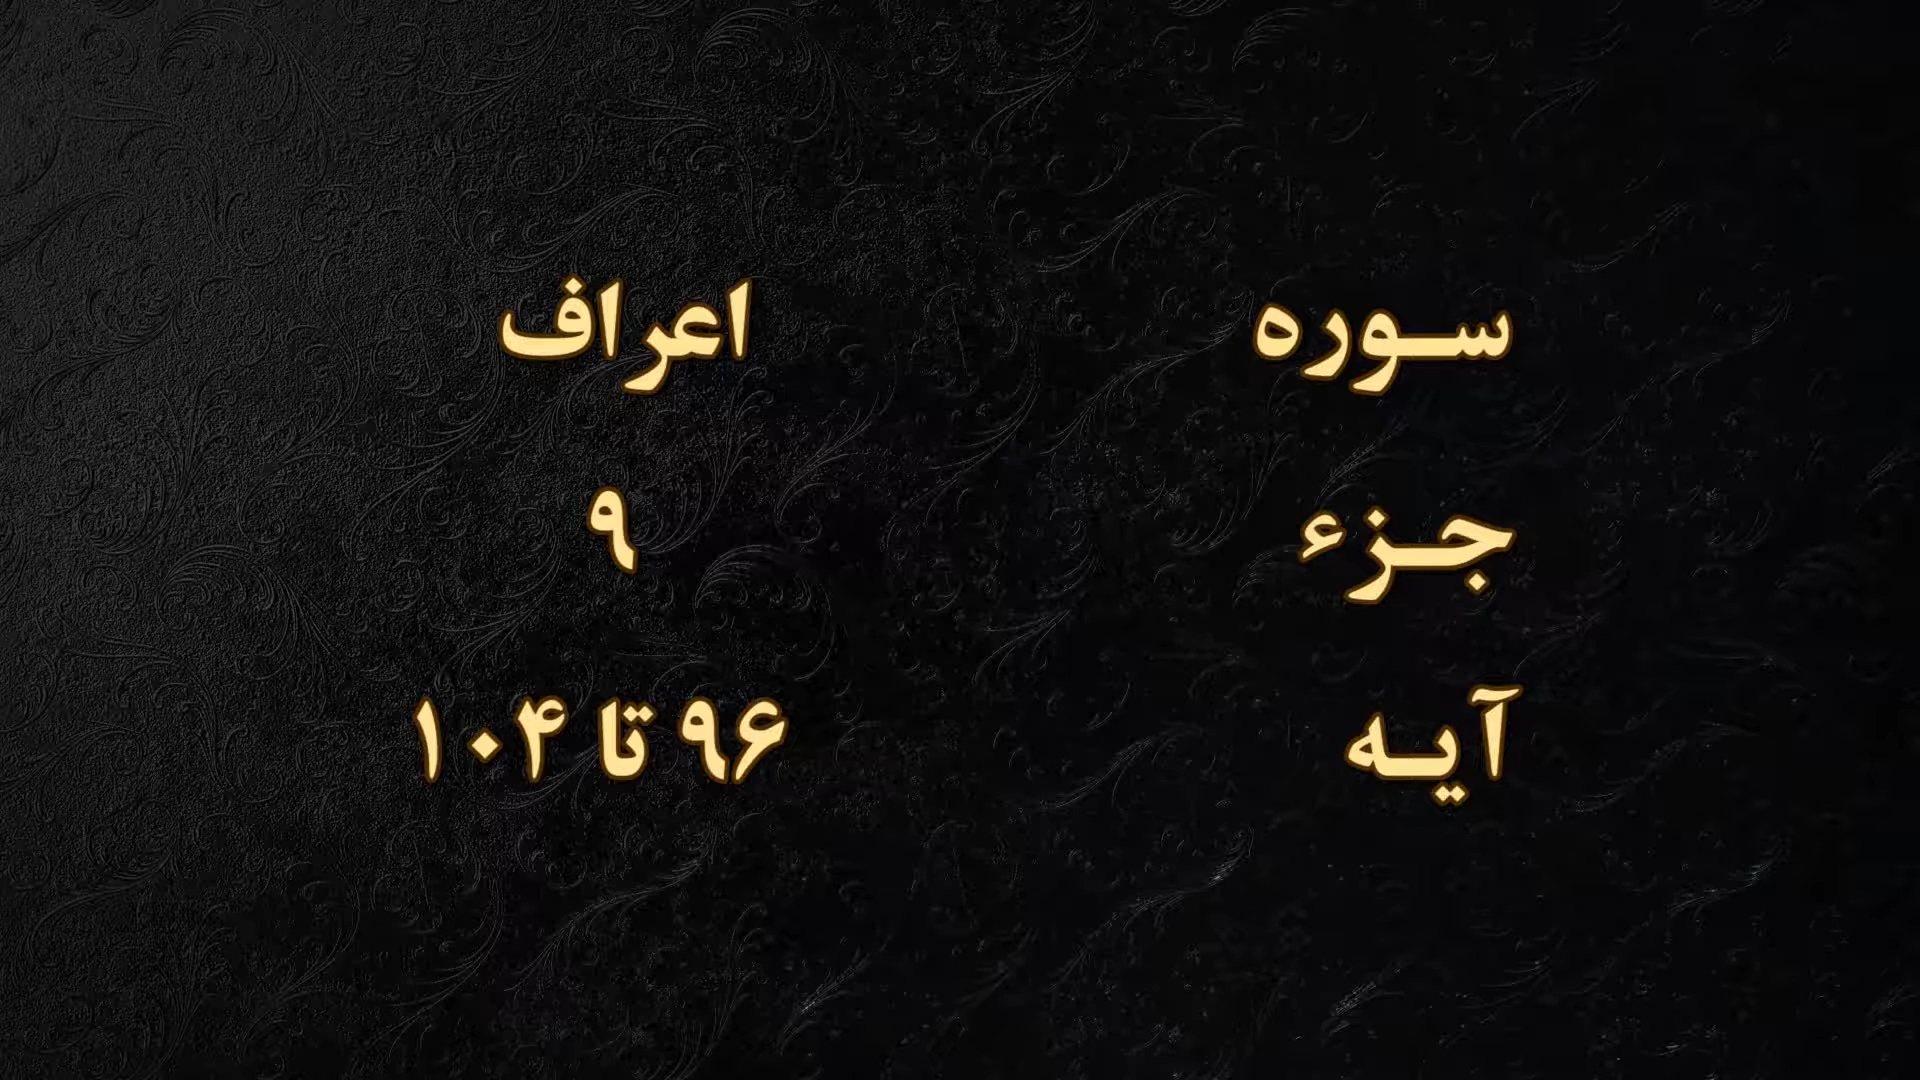 سوره اعراف
جزء ۹
آیه ۹۶ تا ۱۰۴